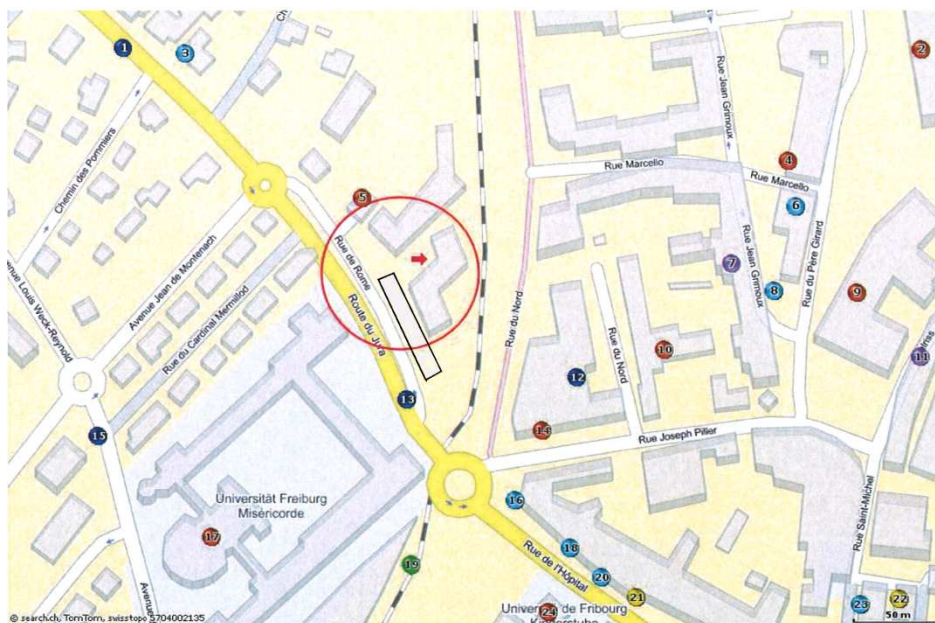 1
3
Ch
2
Chemin des Pommiers
Rue Jean Grimoux
Rue Marcello
4
Rue Marcello
5
6
Avenue Jean de Montenach
Rue de Rome
Rue du Père Girard
Avenue Louis Weck-Reynold
Rue du Cardinal Mermillod
Route du Jura
Rue du Nord
7
Rue Jean Grimoux
8
9
Rue du Nord
10
11
12
13
14
15
Rue Joseph Piller
Universität Freiburg
Miséricorde
16
17
Rue Saint-Michel
18
19
Rue de l'Hôpital
20
21
Avenue
Université de Fribourg
24
22
23
50 m
© search.ch, TomTom, swisstopo 5704002135